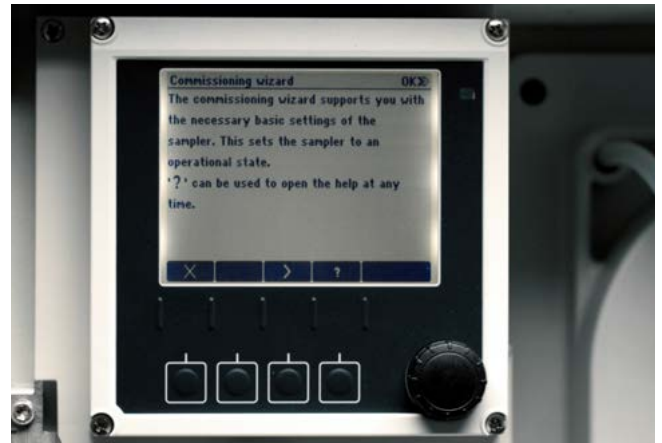 Commissioning wizard OK
The commissioning wizard supports you with
the necessary basic settings of the
sampler. This sets the sampler to an
operational state.
'?' can be used to open the help at any
time.
X > ?